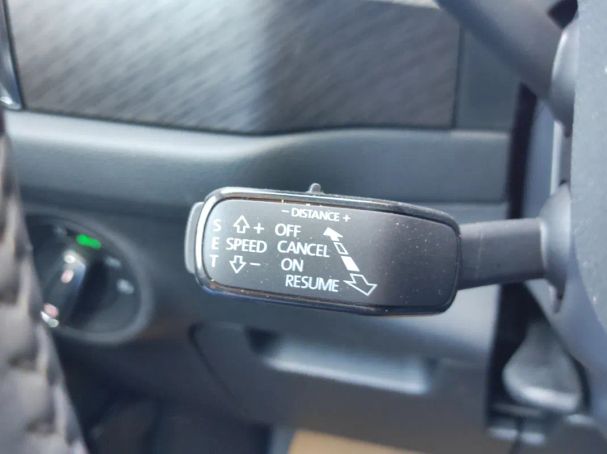 - DISTANCE +
S + OFF
E SPEED CANCEL
T - ON
RESUME